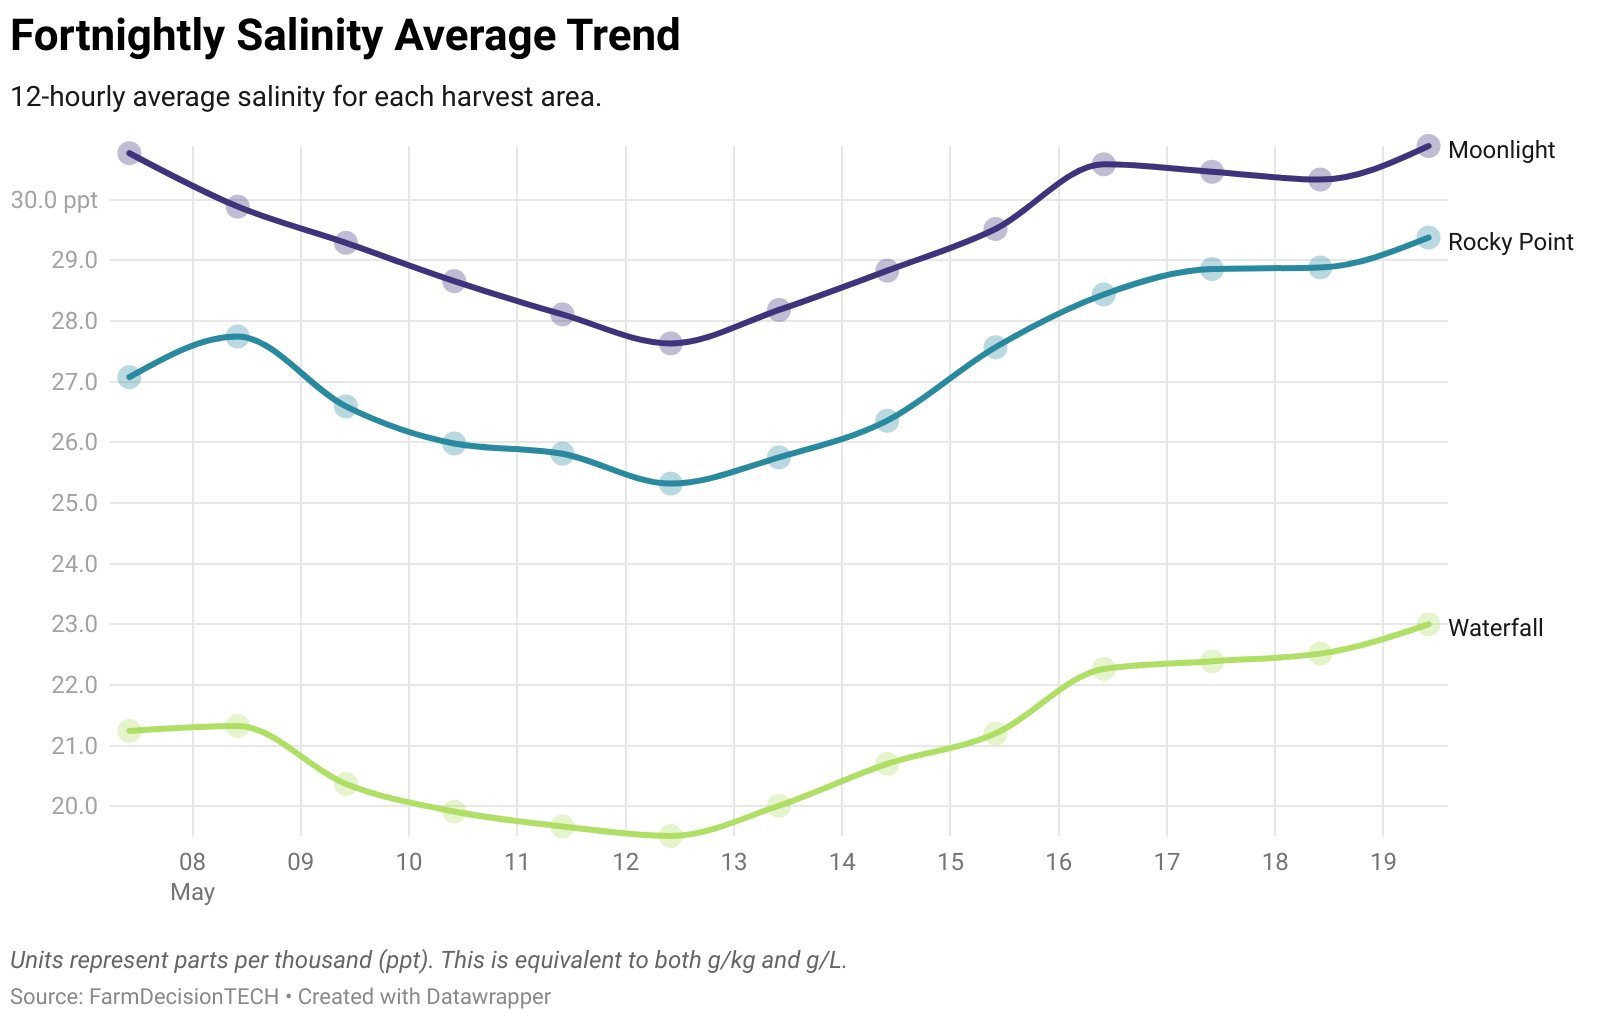 Fortnightly Salinity Average Trend
12-hourly average salinity for each harvest area.
Moonlight
30.0 ppt
Rocky Point
29.0
28.0
27.0
26.0
25.0
24.0
23.0
Waterfall
22.0
21.0
20.0
08 09 10 11 12 13 14 15 16 17 18 19
May
Units represent parts per thousand (ppt). This is equivalent to both g/kg and g/L.
Source: FarmDecisionTECH • Created with Datawrapper